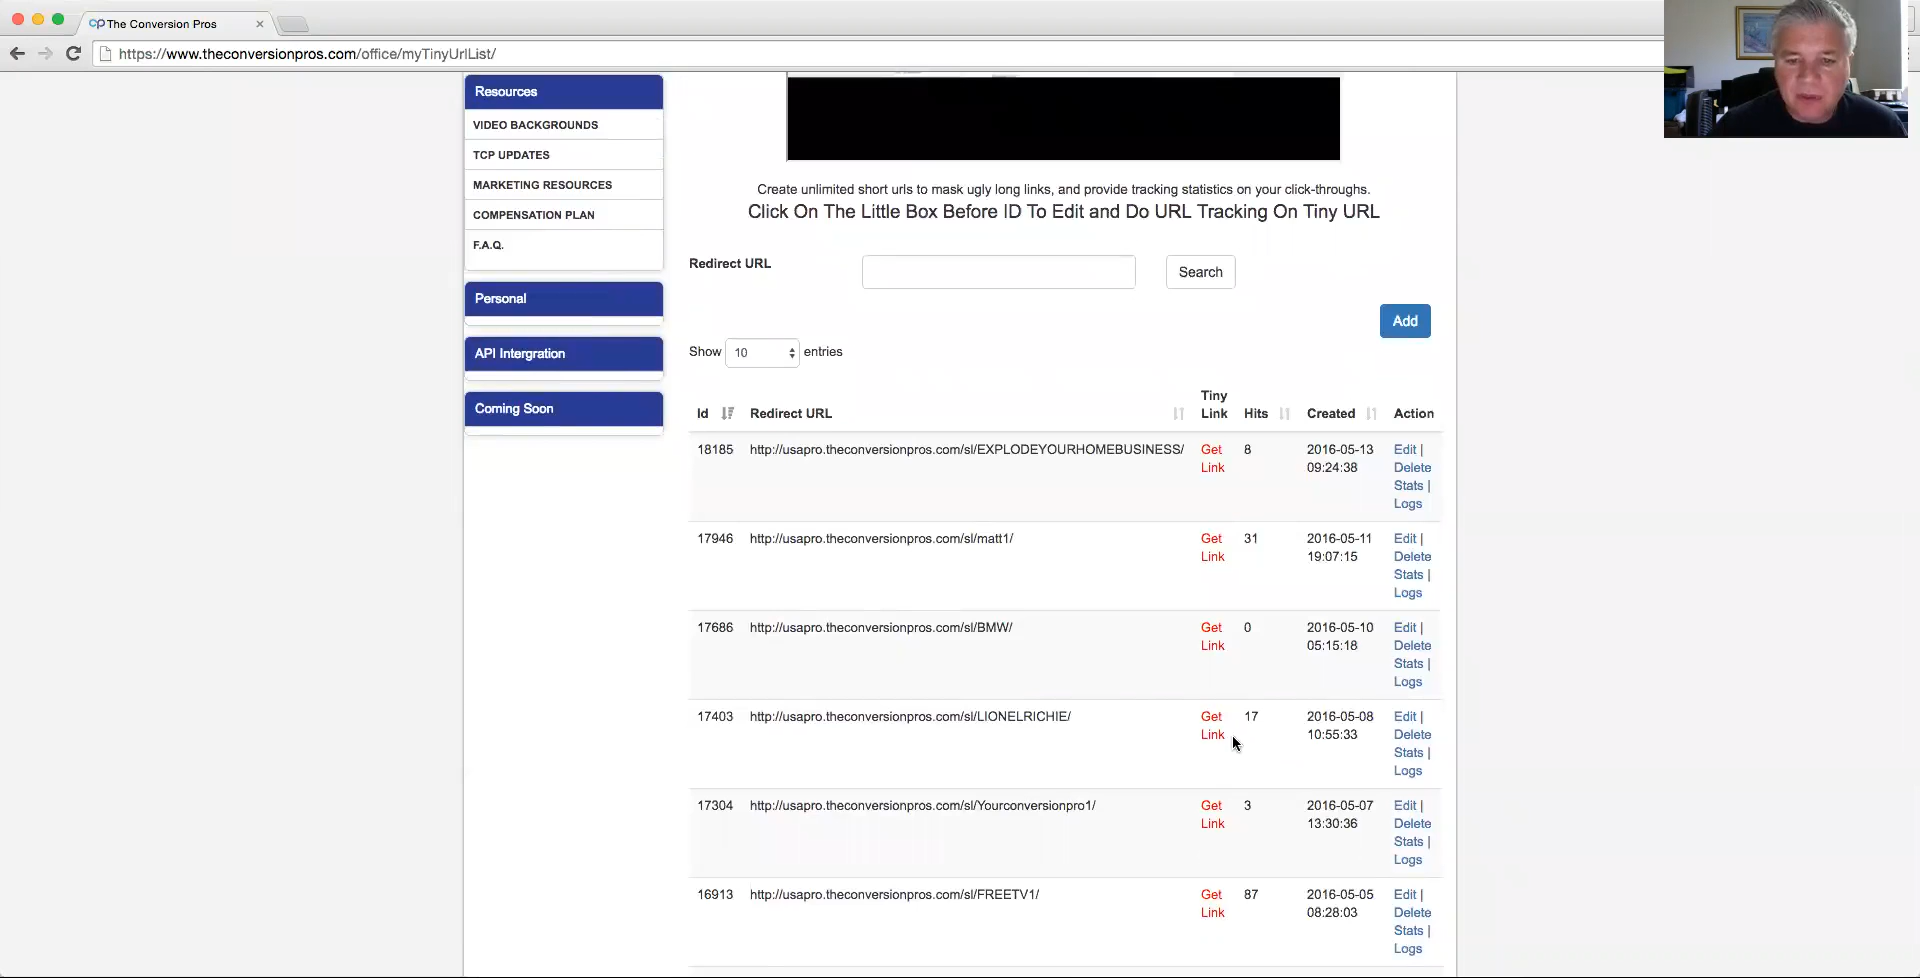 The Conversion Pros
https://www.theconversionpros.com/office/myTinyUrlList/
Resources
VIDEO BACKGROUNDS
TCP UPDATES
MARKETING RESOURCES
COMPENSATION PLAN
F.A.Q.
Personal
API Intergration
Coming Soon
Create unlimited short urls to mask ugly long links, and provide tracking statistics on your click-throughs.
Click On The Little Box Before ID To Edit and Do URL Tracking On Tiny URL
Redirect URL Search
Add
Show 10 entries
Id Redirect URL Tiny Link Hits Created Action
18185 http://usapro.theconversionpros.com/sl/EXPLODEYOURHOMEBUSINESS/ Get Link 8 2016-05-13 09:24:38 Edit | Delete Stats | Logs
17946 http://usapro.theconversionpros.com/sl/matt1/ Get Link 31 2016-05-11 19:07:15 Edit | Delete Stats | Logs
17686 http://usapro.theconversionpros.com/sl/BMW/ Get Link 0 2016-05-10 05:15:18 Edit | Delete Stats | Logs
17403 http://usapro.theconversionpros.com/sl/LIONELRICHIE/ Get Link 17 2016-05-08 10:55:33 Edit | Delete Stats | Logs
17304 http://usapro.theconversionpros.com/sl/Yourconversionpro1/ Get Link 3 2016-05-07 13:30:36 Edit | Delete Stats | Logs
16913 http://usapro.theconversionpros.com/sl/FREETV1/ Get Link 87 2016-05-05 08:28:03 Edit | Delete Stats | Logs